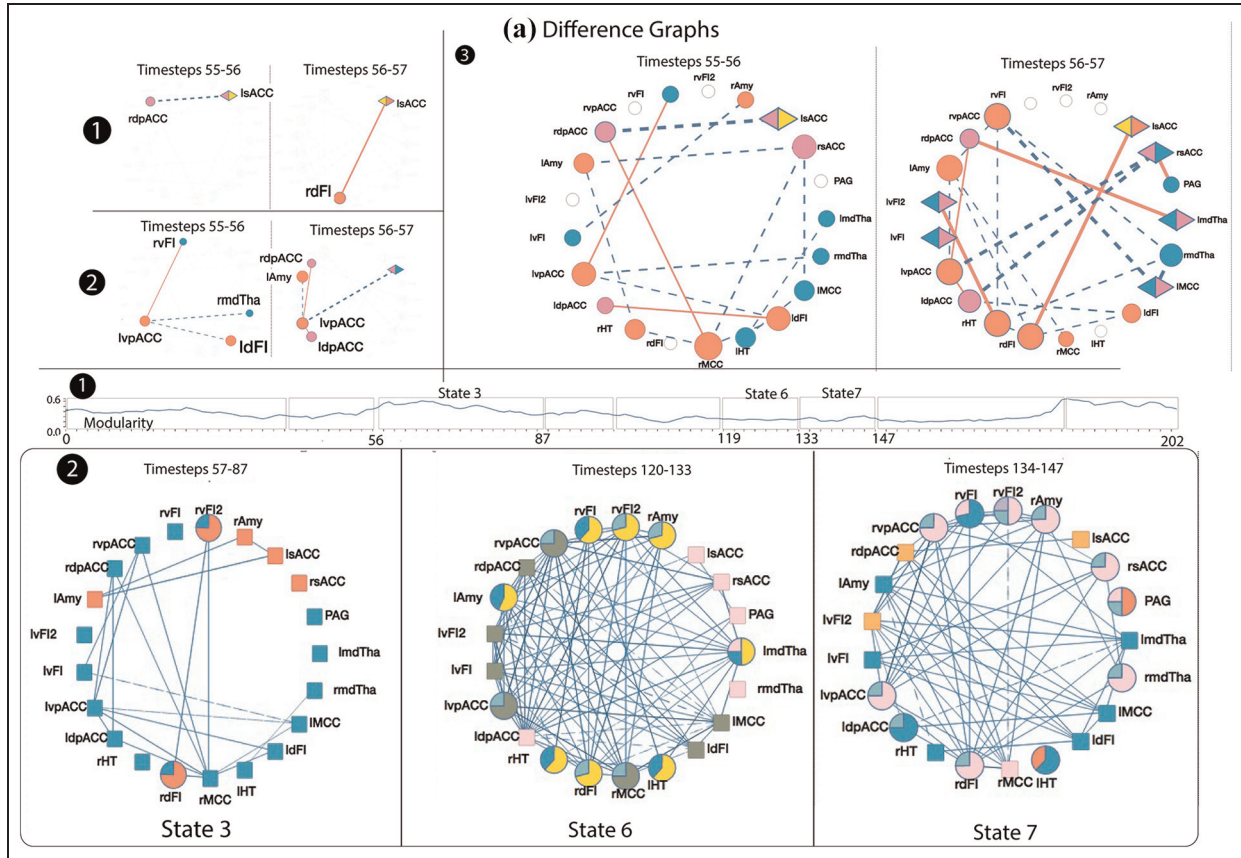 (a) Difference Graphs
Timesteps 55-56
Timesteps 56-57
1
rdpACC
lsACC
lsACC
rdFI
2
Timesteps 55-56
Timesteps 56-57
rvFI
rmdTha
lvpACC
ldFI
rdpACC
lAmy
lvpACC
ldpACC
3
Timesteps 55-56
rvFI2
rvFI
rAmy
rvpACC
lsACC
rdpACC
rsACC
lAmy
PAG
lvFI2
lmdTha
lvFI
rmdTha
lvpACC
lMCC
ldpACC
ldFI
rHT
rdFI
lHT
rMCC
Timesteps 56-57
rvFI2
rvFI
rAmy
rvpACC
lsACC
rdpACC
rsACC
lAmy
PAG
lvFI2
lmdTha
lvFI
rmdTha
lvpACC
lMCC
ldpACC
ldFI
rHT
rdFI
lHT
rMCC
1
State 3
State 6
State7
0.6
Modularity
0.0
0
56
87
119
133
147
202
2
Timesteps 57-87
rvFI
rvFI2
rAmy
rvpACC
lsACC
rdpACC
rsACC
lAmy
PAG
lvFI2
lmdTha
lvFI
rmdTha
lvpACC
lMCC
ldpACC
ldFI
rHT
lHT
rdFI
rMCC
State 3
Timesteps 120-133
rvFI
rvFI2
rAmy
rvpACC
lsACC
rdpACC
rsACC
lAmy
PAG
lvFI2
lmdTha
lvFI
rmdTha
lvpACC
lMCC
ldpACC
ldFI
rHT
lHT
rdFI
rMCC
State 6
Timesteps 134-147
rvFI
rvFI2
rAmy
rvpACC
lsACC
rdpACC
rsACC
lAmy
PAG
lvFI2
lmdTha
lvFI
rmdTha
lvpACC
lMCC
ldpACC
ldFI
rHT
lHT
rdFI
rMCC
State 7